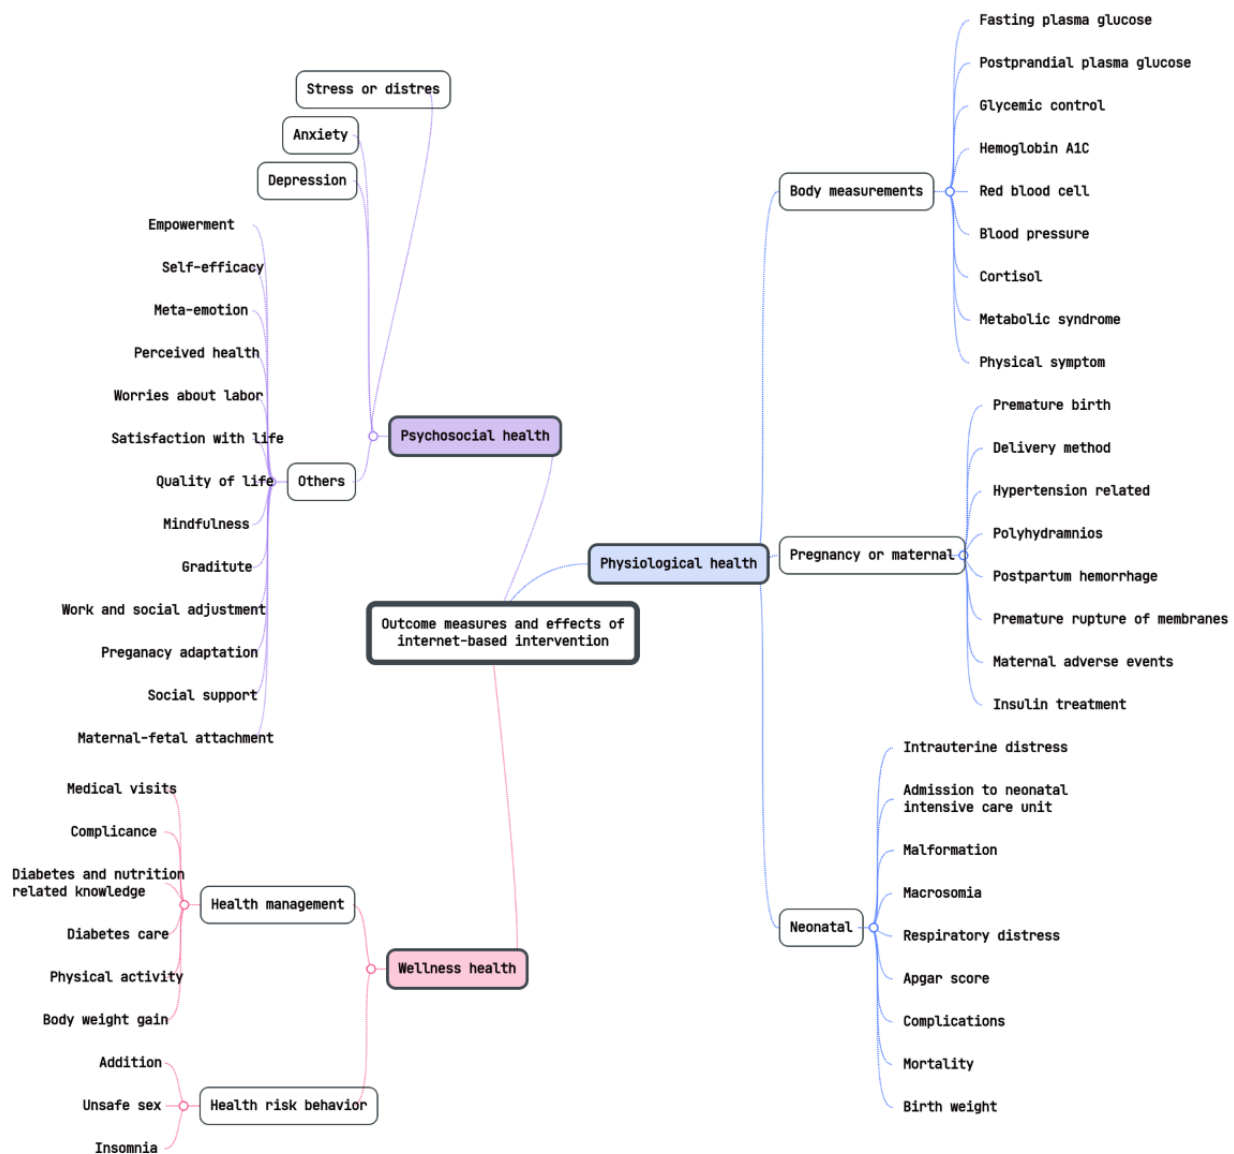 Outcome measures and effects of
internet-based intervention
Psychosocial health
Stress or distres
Anxiety
Depression
Others
Empowerment
Self-efficacy
Meta-emotion
Perceived health
Worries about labor
Satisfaction with life
Quality of life
Mindfulness
Graditute
Work and social adjustment
Preganacy adaptation
Social support
Maternal-fetal attachment
Wellness health
Health management
Medical visits
Complicance
Diabetes and nutrition
related knowledge
Diabetes care
Physical activity
Body weight gain
Health risk behavior
Addition
Unsafe sex
Insomnia
Physiological health
Body measurements
Fasting plasma glucose
Postprandial plasma glucose
Glycemic control
Hemoglobin A1C
Red blood cell
Blood pressure
Cortisol
Metabolic syndrome
Physical symptom
Pregnancy or maternal
Premature birth
Delivery method
Hypertension related
Polyhydramnios
Postpartum hemorrhage
Premature rupture of membranes
Maternal adverse events
Insulin treatment
Neonatal
Intrauterine distress
Admission to neonatal
intensive care unit
Malformation
Macrosomia
Respiratory distress
Apgar score
Complications
Mortality
Birth weight